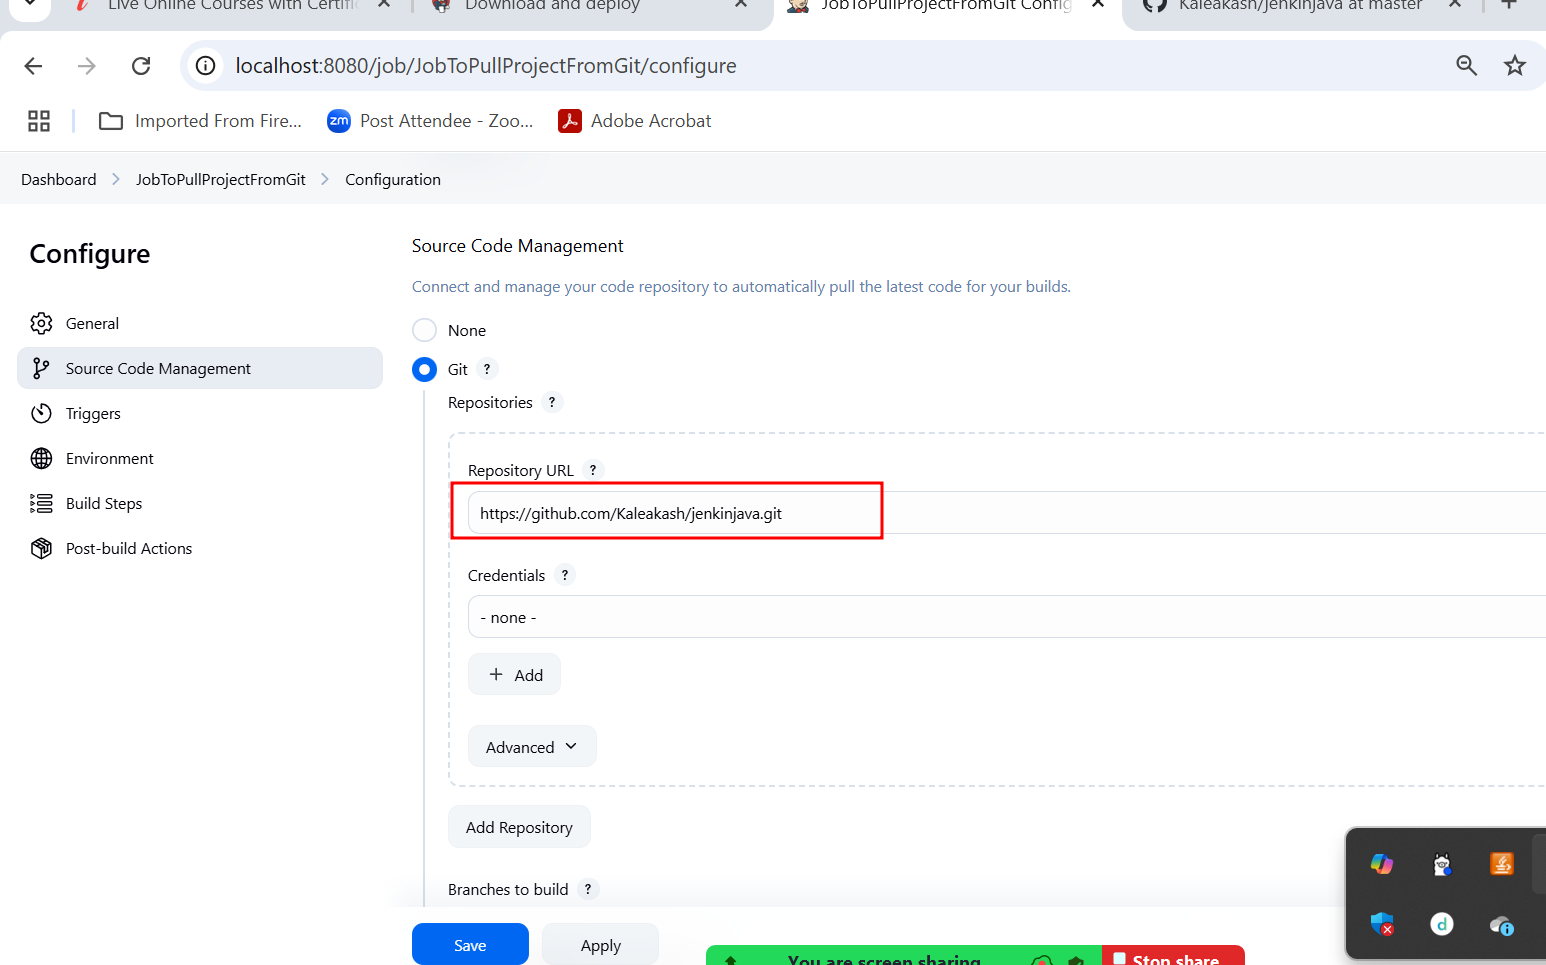 Live Online Courses with Certific
Download and deploy
JobToPullProjectFromGit Config
Kaleakash/jenkinjava at master
localhost:8080/job/JobToPullProjectFromGit/configure
Imported From Fire...
zm
Post Attendee - Zoo...
Adobe Acrobat
Dashboard
JobToPullProjectFromGit
Configuration
Configure
General
Source Code Management
Triggers
Environment
Build Steps
Post-build Actions
Source Code Management
Connect and manage your code repository to automatically pull the latest code for your builds.
None
Git ?
Repositories ?
Repository URL ?
https://github.com/Kaleakash/jenkinjava.git
Credentials ?
- none -
+ Add
Advanced
Add Repository
Branches to build ?
Save
Apply
You are screen sharing
Stop share
d